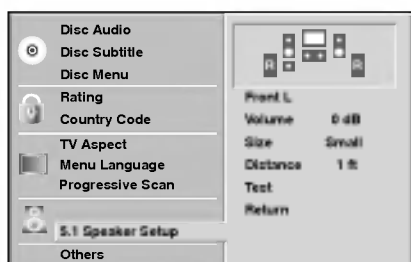 Disc Audio
Disc Subtitle
Disc Menu
Rating
Country Code
TV Aspect
Menu Language
Progressive Scan
5.1 Speaker Setup
Others
R R
Front L
Volume 0 dB
Size Small
Distance 1 ft
Test
Return